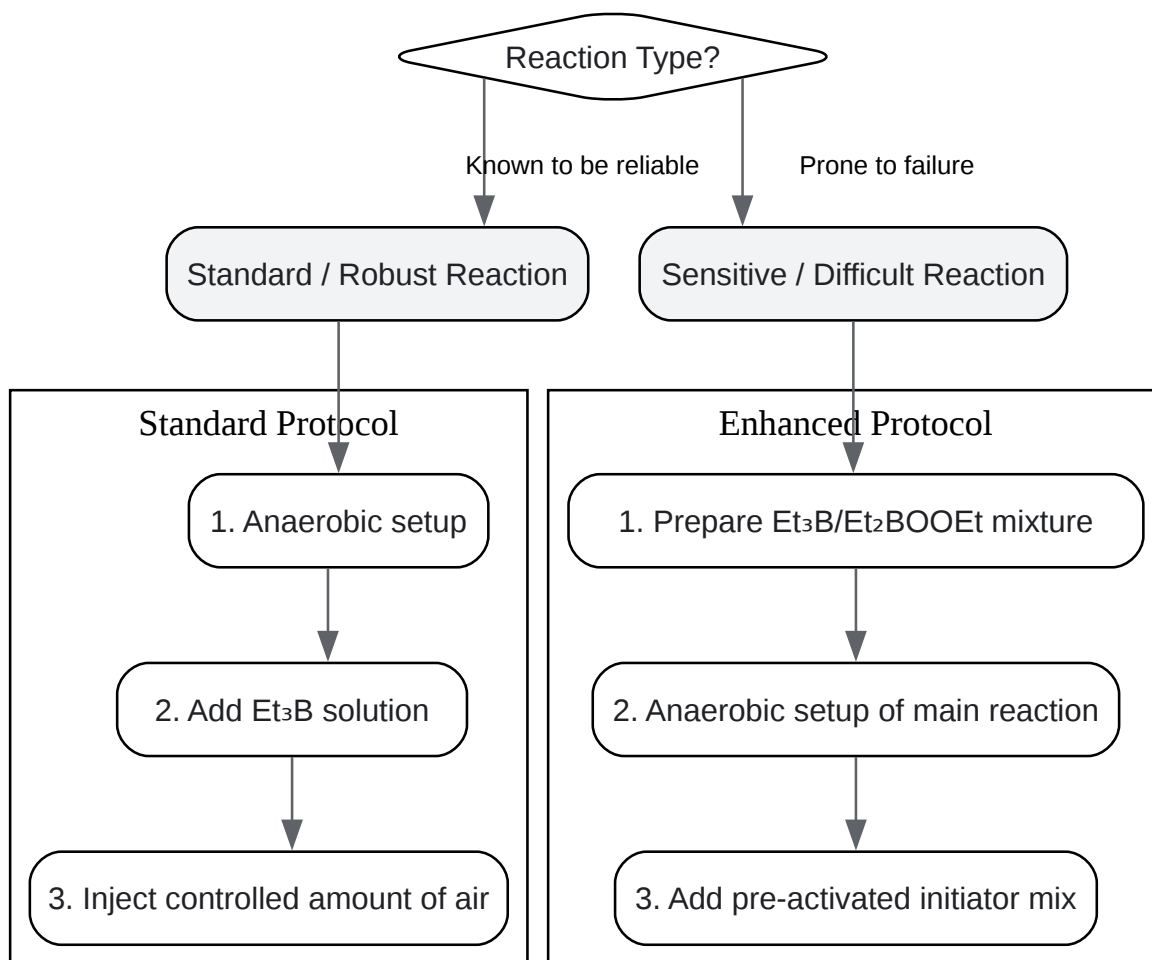 Reaction Type?
Known to be reliable
Prone to failure
Standard / Robust Reaction
Sensitive / Difficult Reaction
Standard Protocol
1. Anaerobic setup
2. Add Et₃B solution
3. Inject controlled amount of air
Enhanced Protocol
1. Prepare Et₃B/Et₂BOOEt mixture
2. Anaerobic setup of main reaction
3. Add pre-activated initiator mix